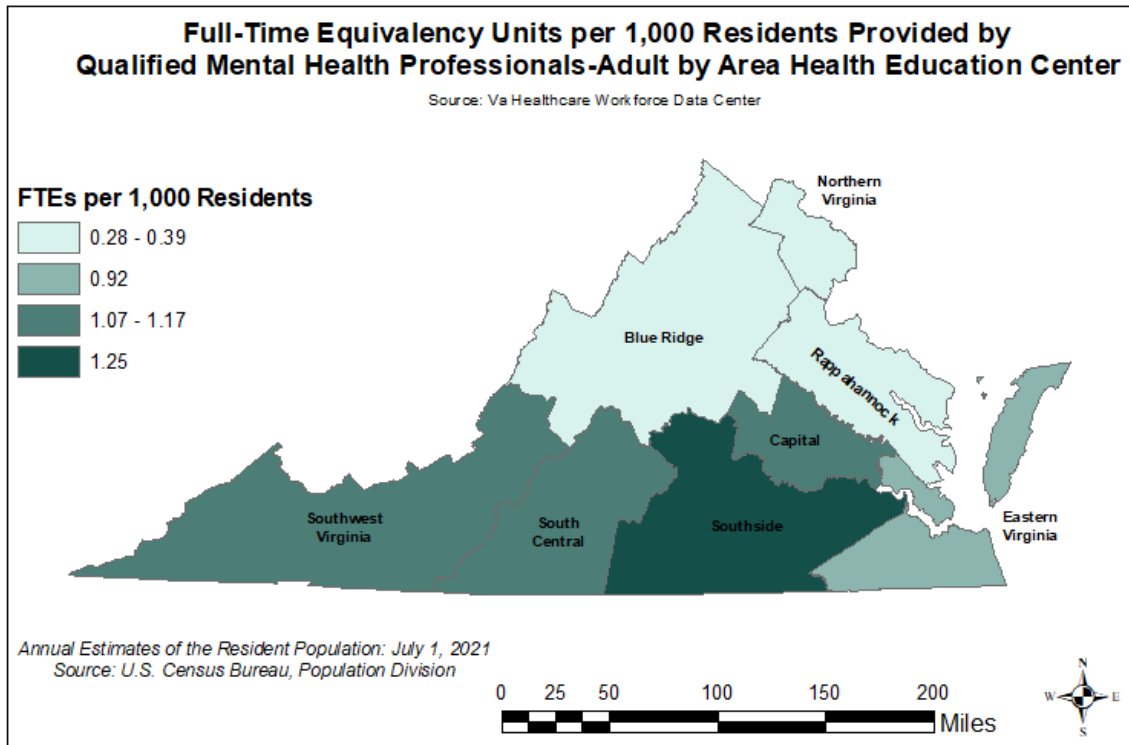 Full-Time Equivalency Units per 1,000 Residents Provided by
Qualified Mental Health Professionals-Adult by Area Health Education Center
Source: Va Healthcare Workforce Data Center
FTEs per 1,000 Residents
0.28 - 0.39
0.92
1.07 - 1.17
1.25
Northern
Virginia
Blue Ridge
Rappahannock
Capital
Southwest
Virginia
South
Central
Southside
Eastern
Virginia
Annual Estimates of the Resident Population: July 1, 2021
Source: U.S. Census Bureau, Population Division
0 25 50 100 150 200
Miles
N
W E
S